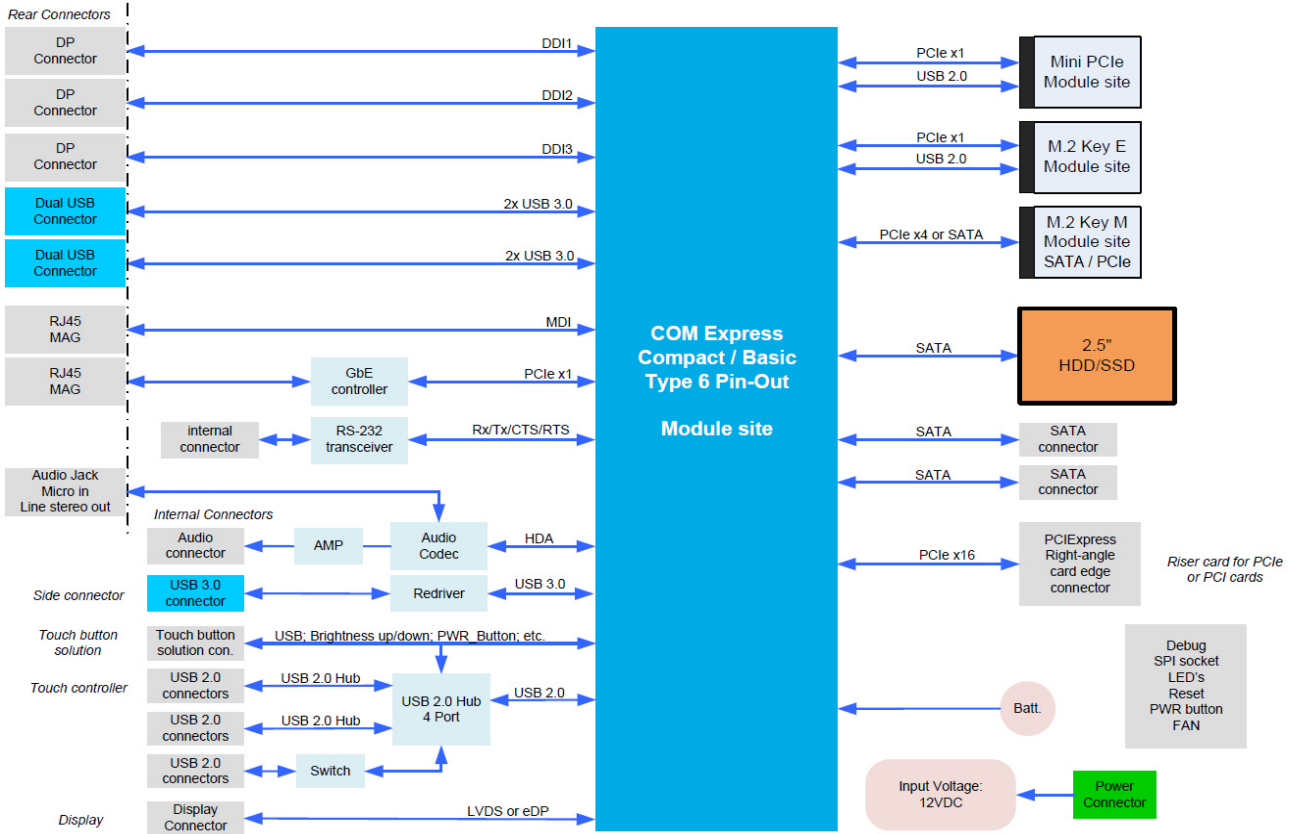 Rear Connectors
DP
Connector
DDI1
DP
Connector
DDI2
DP
Connector
DDI3
Dual USB
Connector
2x USB 3.0
Dual USB
Connector
2x USB 3.0
RJ45
MAG
MDI
RJ45
MAG
GbE
controller
PCIe x1
internal
connector
RS-232
transceiver
Rx/Tx/CTS/RTS
Audio Jack
Micro in
Line stereo out
Internal Connectors
Audio
connector
AMP
Audio
Codec
HDA
Side connector
USB 3.0
connector
Redriver
USB 3.0
Touch button
solution
Touch button
solution con.
USB; Brightness up/down; PWR_Button; etc.
Touch controller
USB 2.0
connectors
USB 2.0 Hub
USB 2.0 Hub
4 Port
USB 2.0
USB 2.0
connectors
USB 2.0 Hub
USB 2.0
connectors
Switch
Display
Display
Connector
LVDS or eDP
COM Express
Compact / Basic
Type 6 Pin-Out
Module site
PCIe x1
USB 2.0
Mini PCIe
Module site
PCIe x1
USB 2.0
M.2 Key E
Module site
PCIe x4 or SATA
M.2 Key M
Module site
SATA / PCIe
SATA
2.5"
HDD/SSD
SATA
SATA
connector
SATA
SATA
connector
PCIe x16
PCIExpress
Right-angle
card edge
connector
Riser card for PCIe
or PCI cards
Debug
SPI socket
LED's
Reset
PWR button
FAN
Batt.
Input Voltage:
12VDC
Power
Connector